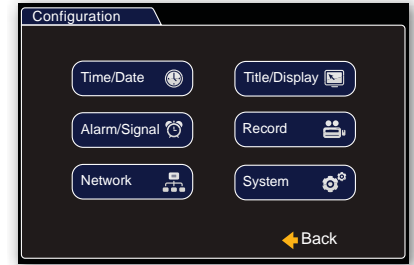 Configuration
Time/Date
Title/Display
Alarm/Signal
Record
Network
System
Back